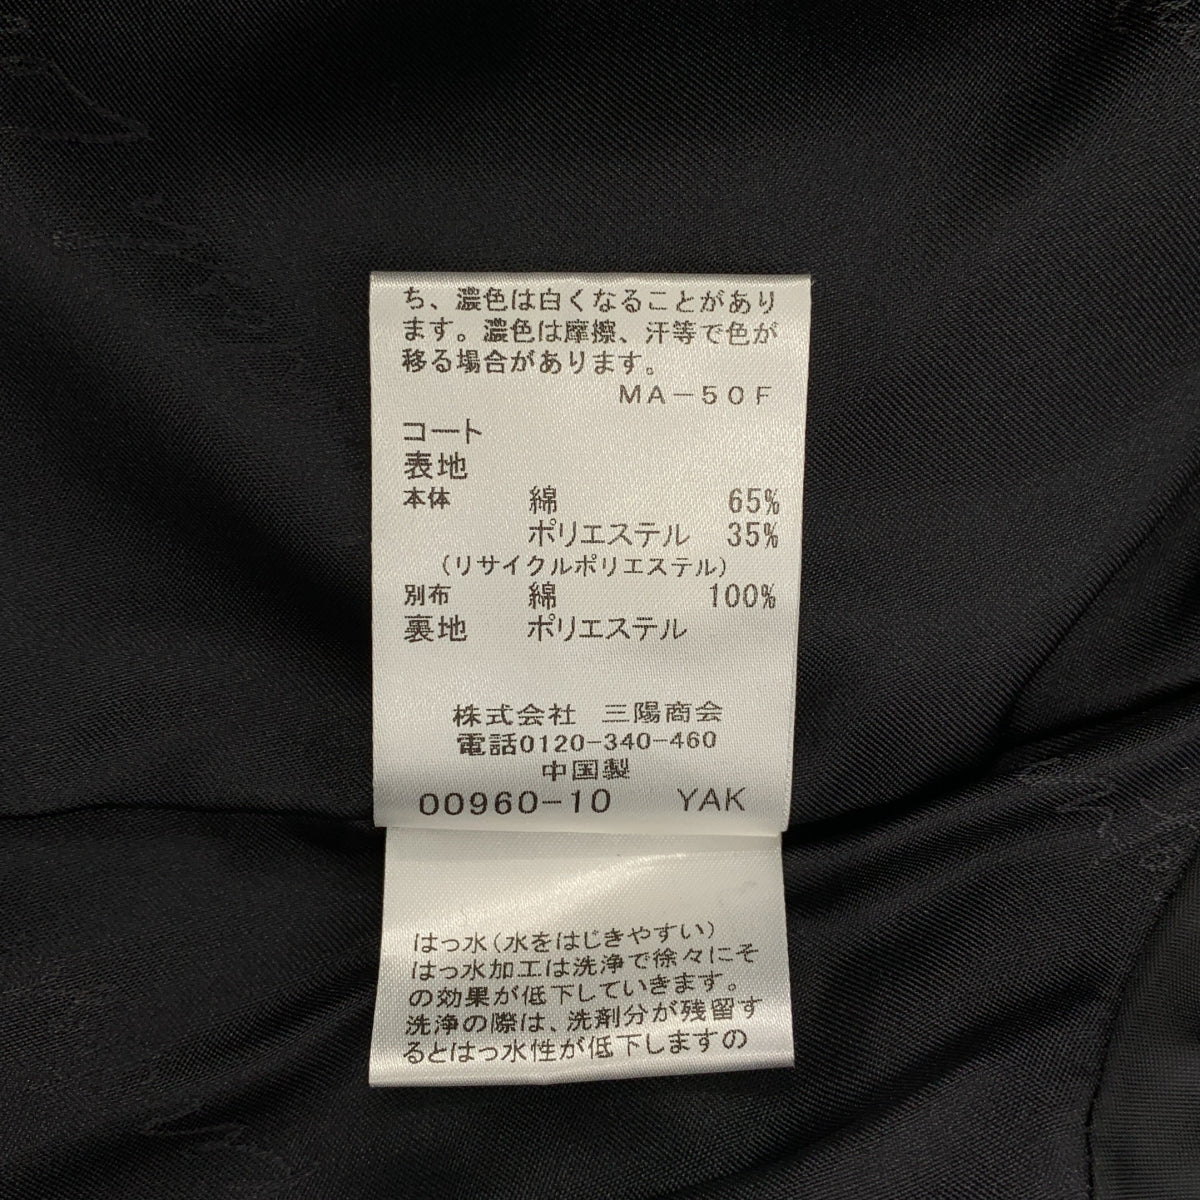 ち、濃色は白くなることがあり
ます。濃色は摩擦、汗等で色が
移る場合があります。
MA-50F
コート
表地
本体 綿 65%
ポリエステル 35%
(リサイクルポリエステル)
別布 綿 100%
裏地 ポリエステル
株式会社 三陽商会
電話0120-340-460
中国製
00960-10 YAK
はっ水(水をはじきやすい)
はっ水加工は洗浄で徐々にそ
の効果が低下していきます。
洗浄の際は、洗剤分が残留す
るとはっ水性が低下しますの